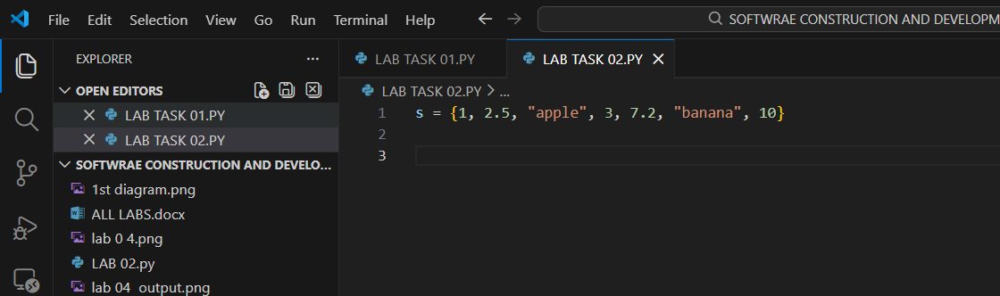 File Edit Selection View Go Run Terminal Help SOFTWRAE CONSTRUCTION AND DEVELOPM
EXPLORER
OPEN EDITORS
LAB TASK 01.PY
LAB TASK 02.PY
SOFTWRAE CONSTRUCTION AND DEVELO...
1st diagram.png
ALL LABS.docx
lab 0 4.png
LAB 02.py
lab 04 output.png
LAB TASK 01.PY LAB TASK 02.PY
LAB TASK 02.PY > ...
1 s = {1, 2.5, "apple", 3, 7.2, "banana", 10}
2
3